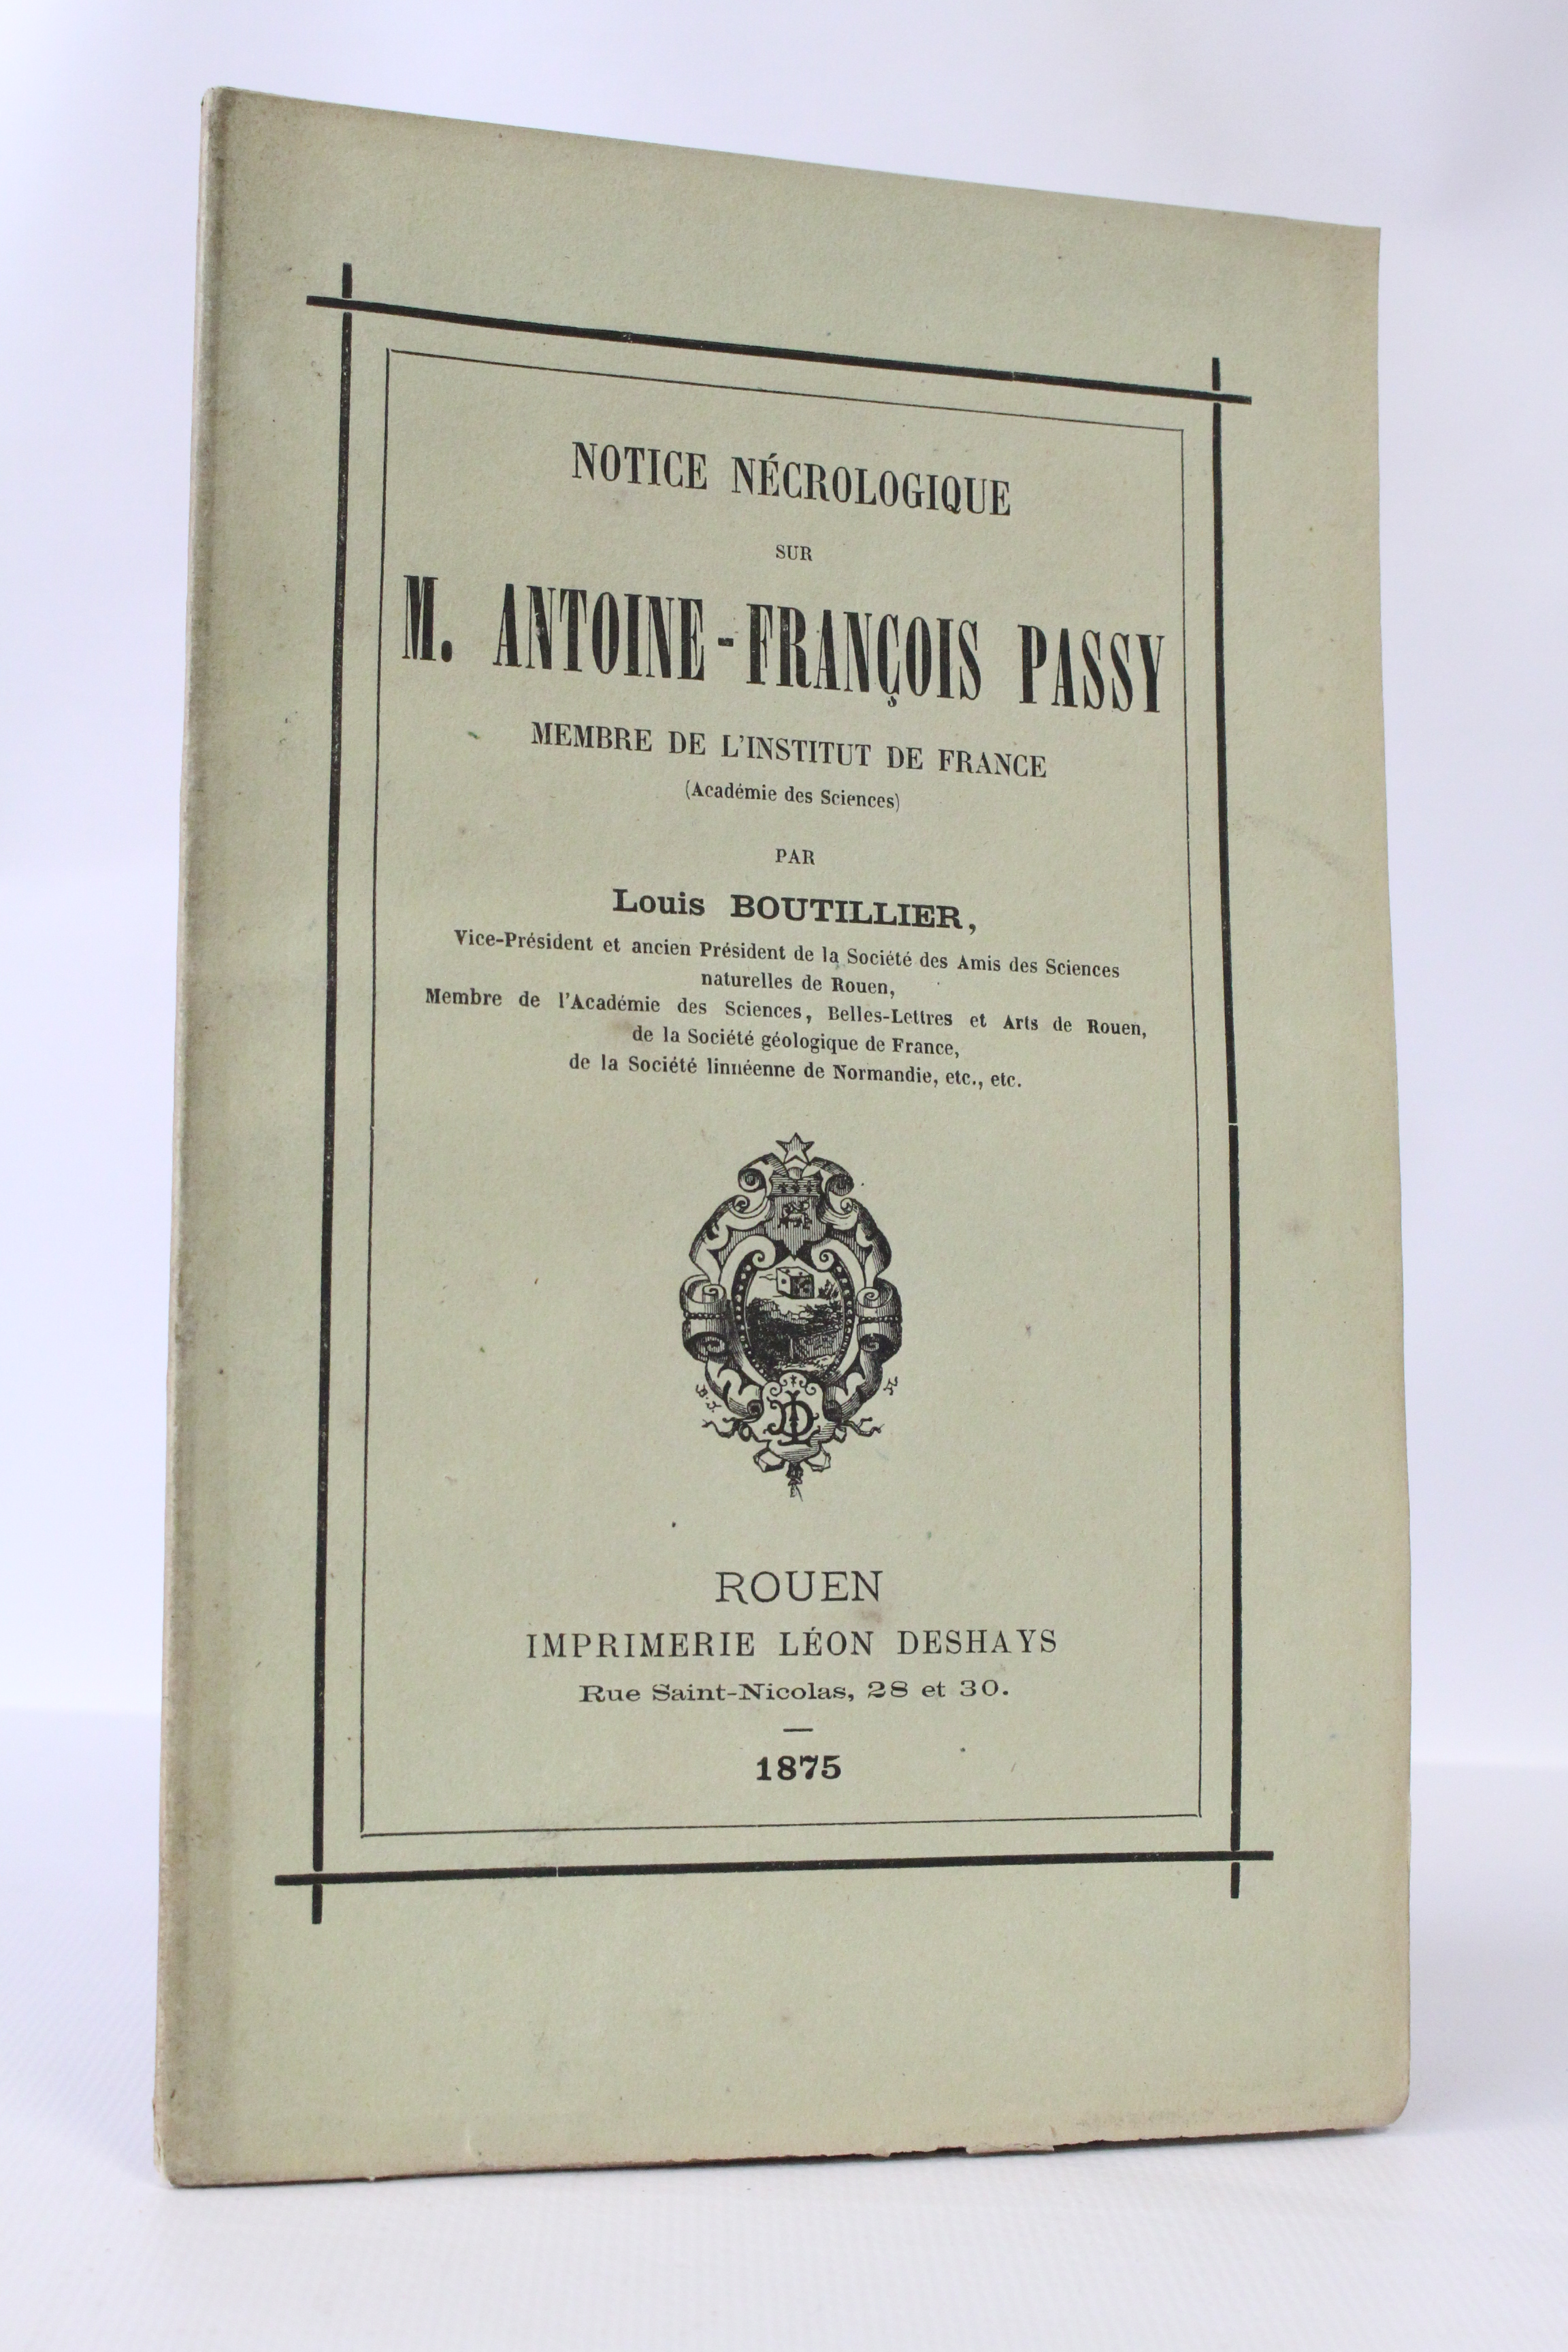 NOTICE NÉCROLOGIQUE
SUR
M. ANTOINE-FRANÇOIS PASSY
MEMBRE DE L'INSTITUT DE FRANCE
(Académie des Sciences)
PAR
Louis BOUTILLIER,
Vice-Président et ancien Président de la Société des Amis des Sciences
naturelles de Rouen,
Membre de l'Académie des Sciences, Belles-Lettres et Arts de Rouen,
de la Société géologique de France,
de la Société linnéenne de Normandie, etc., etc.
ROUEN
IMPRIMERIE LÉON DESHAYS
Rue Saint-Nicolas, 28 et 30.
1875